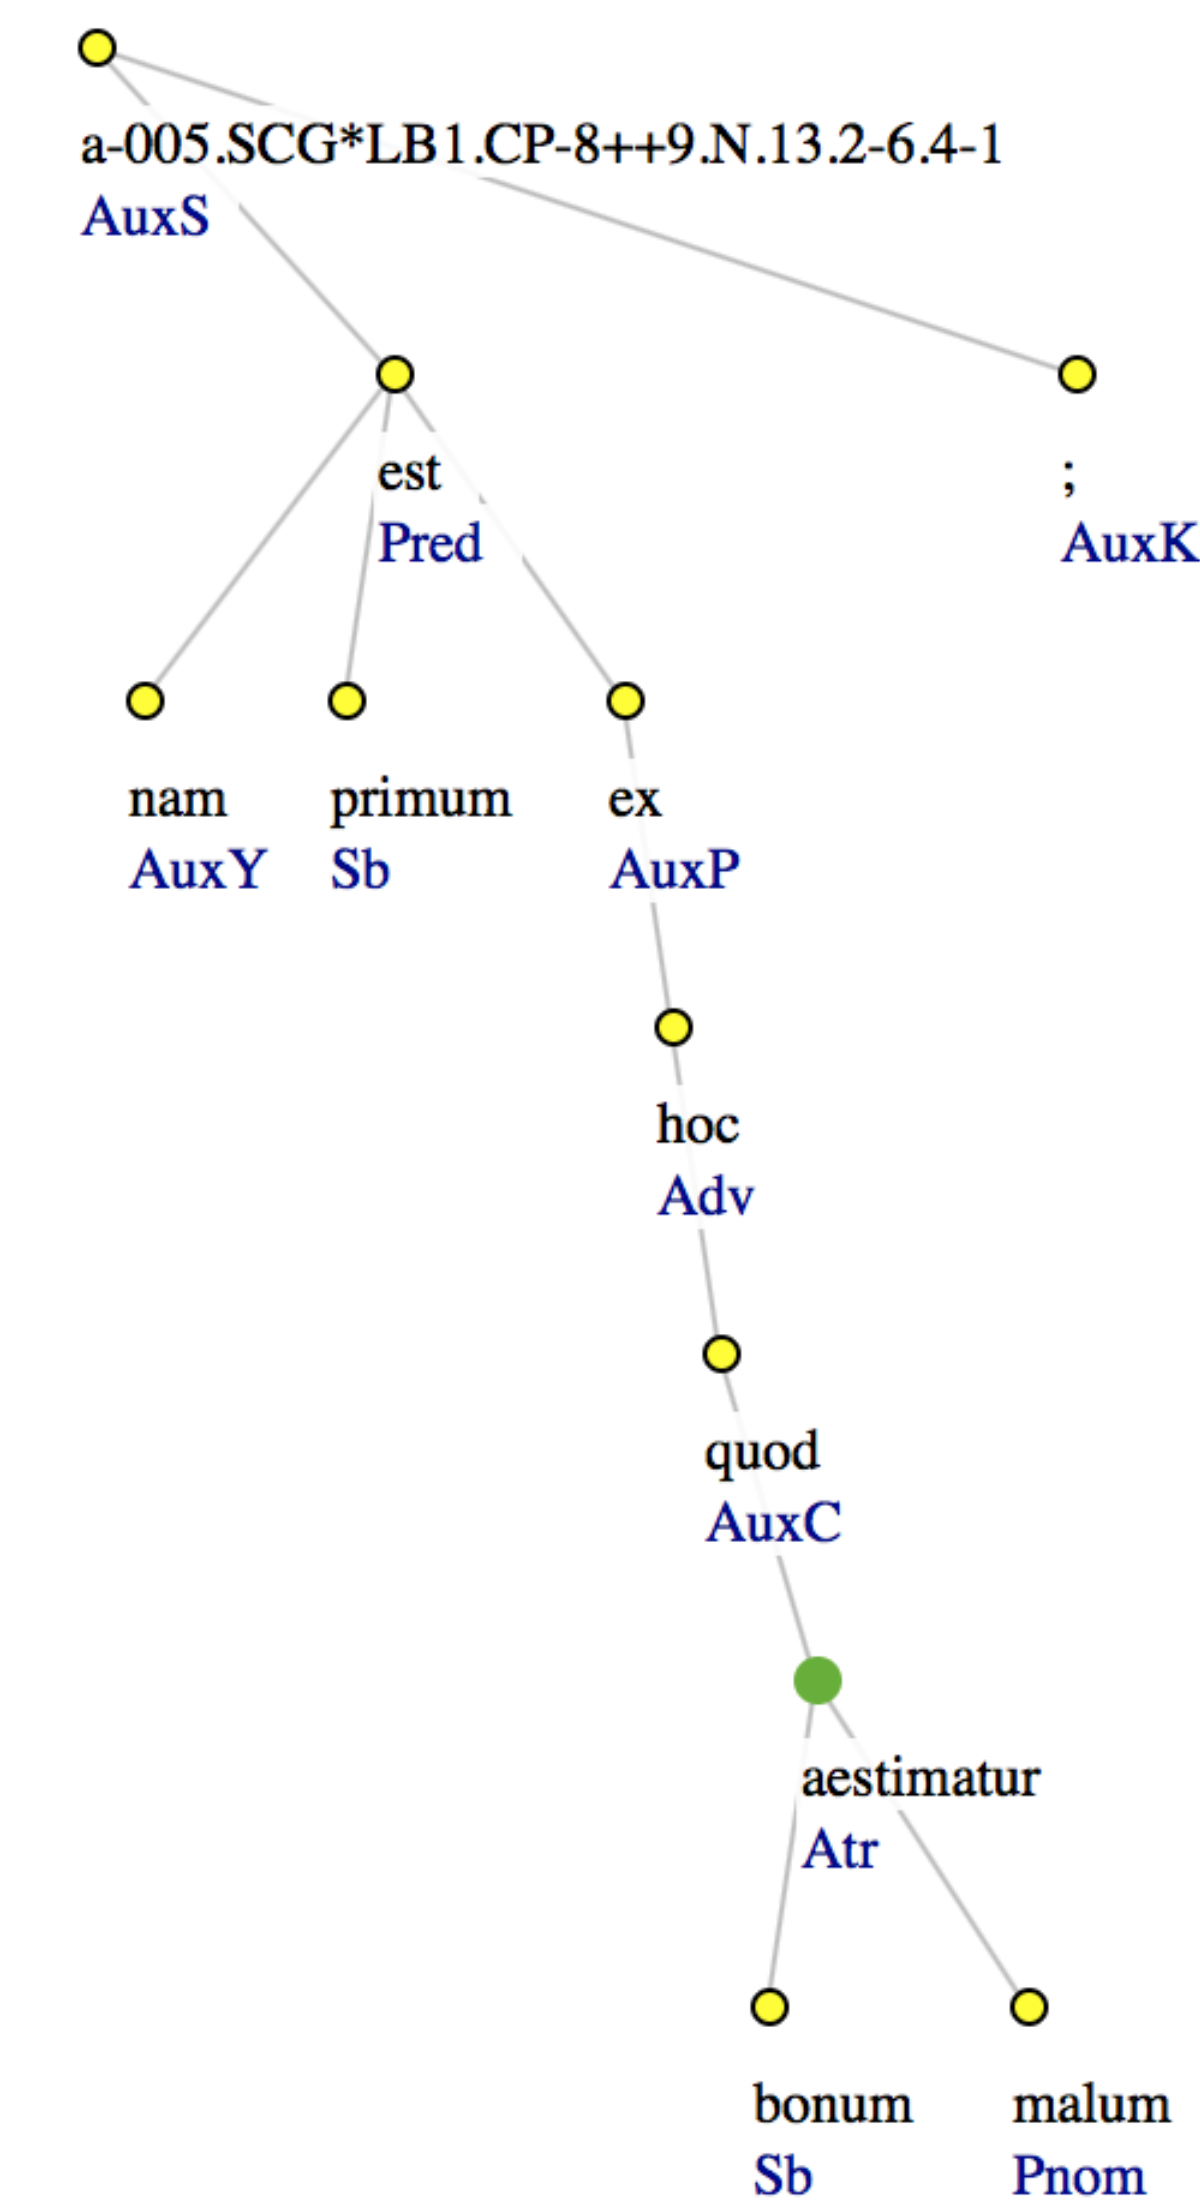 a-005.SCG*LB1.CP-8++9.N.13.2-6.4-1
AuxS
est
Pred
;
AuxK
nam
AuxY
primum
Sb
ex
AuxP
hoc
Adv
quod
AuxC
aestimatur
Atr
bonum
Sb
malum
Pnom